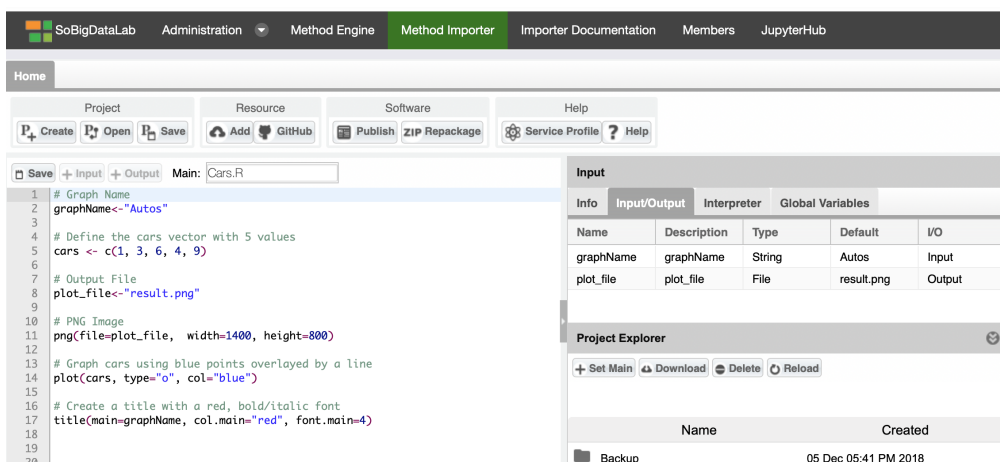 SoBigDataLab Administration Method Engine Method Importer Importer Documentation Members JupyterHub
Home
Project Resource Software Help
P+ Create P Open P Save Add GitHub Publish ZIP Repackage Service Profile ? Help
Save + Input + Output Main: Cars.R
1 # Graph Name
2 graphName<-"Autos"
3
4 # Define the cars vector with 5 values
5 cars <- c(1, 3, 6, 4, 9)
6
7 # Output File
8 plot_file<-"result.png"
9
10 # PNG Image
11 png(file=plot_file,  width=1400, height=800)
12
13 # Graph cars using blue points overlayed by a line
14 plot(cars, type="o", col="blue")
15
16 # Create a title with a red, bold/italic font
17 title(main=graphName, col.main="red", font.main=4)
18
19
20
Input
Info Input/Output Interpreter Global Variables
Name Description Type Default I/O
graphName graphName String Autos Input
plot_file plot_file File result.png Output
Project Explorer
+ Set Main Download Delete Reload
Name Created
Backup 05 Dec 05:41 PM 2018